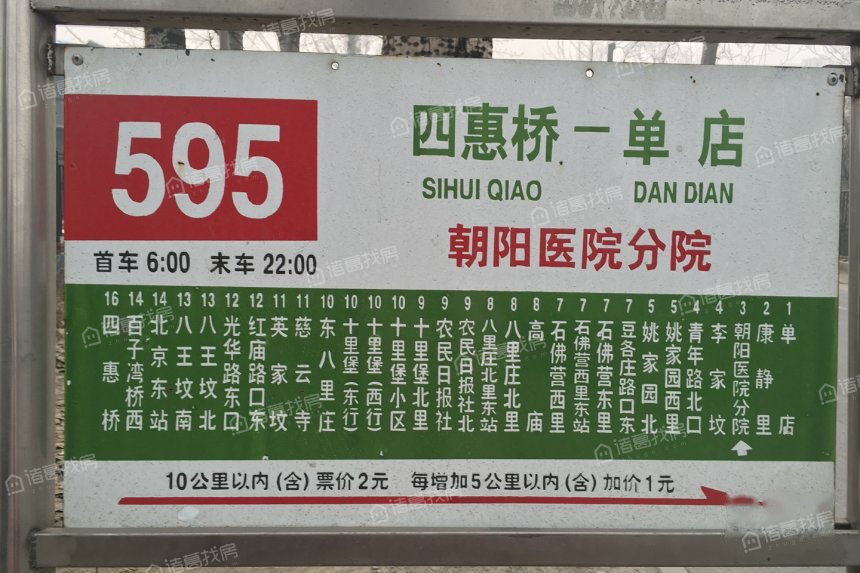 595
四惠桥－单店
SIHUI QIAO DAN DIAN
朝阳医院分院
首车 6:00 末车 22:00
16 四惠桥
14 百子湾桥西
14 北京东站
13 八王坟南
13 八王坟北
12 光华路东口
12 红庙路口东
11 英家坟
11 慈云寺
10 东八里庄
10 十里堡(东行)
10 十里堡(西行)
10 十里堡小区
9 十里堡北里
9 农民日报社
9 农民日报社北
8 八里庄北里东站
8 八里庄北里
8 高庙
7 石佛营西里
7 石佛营西里东站
7 石佛营东里
7 豆各庄路口东
5 姚家园北
5 姚家园西里
4 青年路北口
4 李家坟
3 朝阳医院分院
2 康静里
1 单店
10公里以内(含)票价2元 每增加5公里以内(含)加价1元
诸葛找房